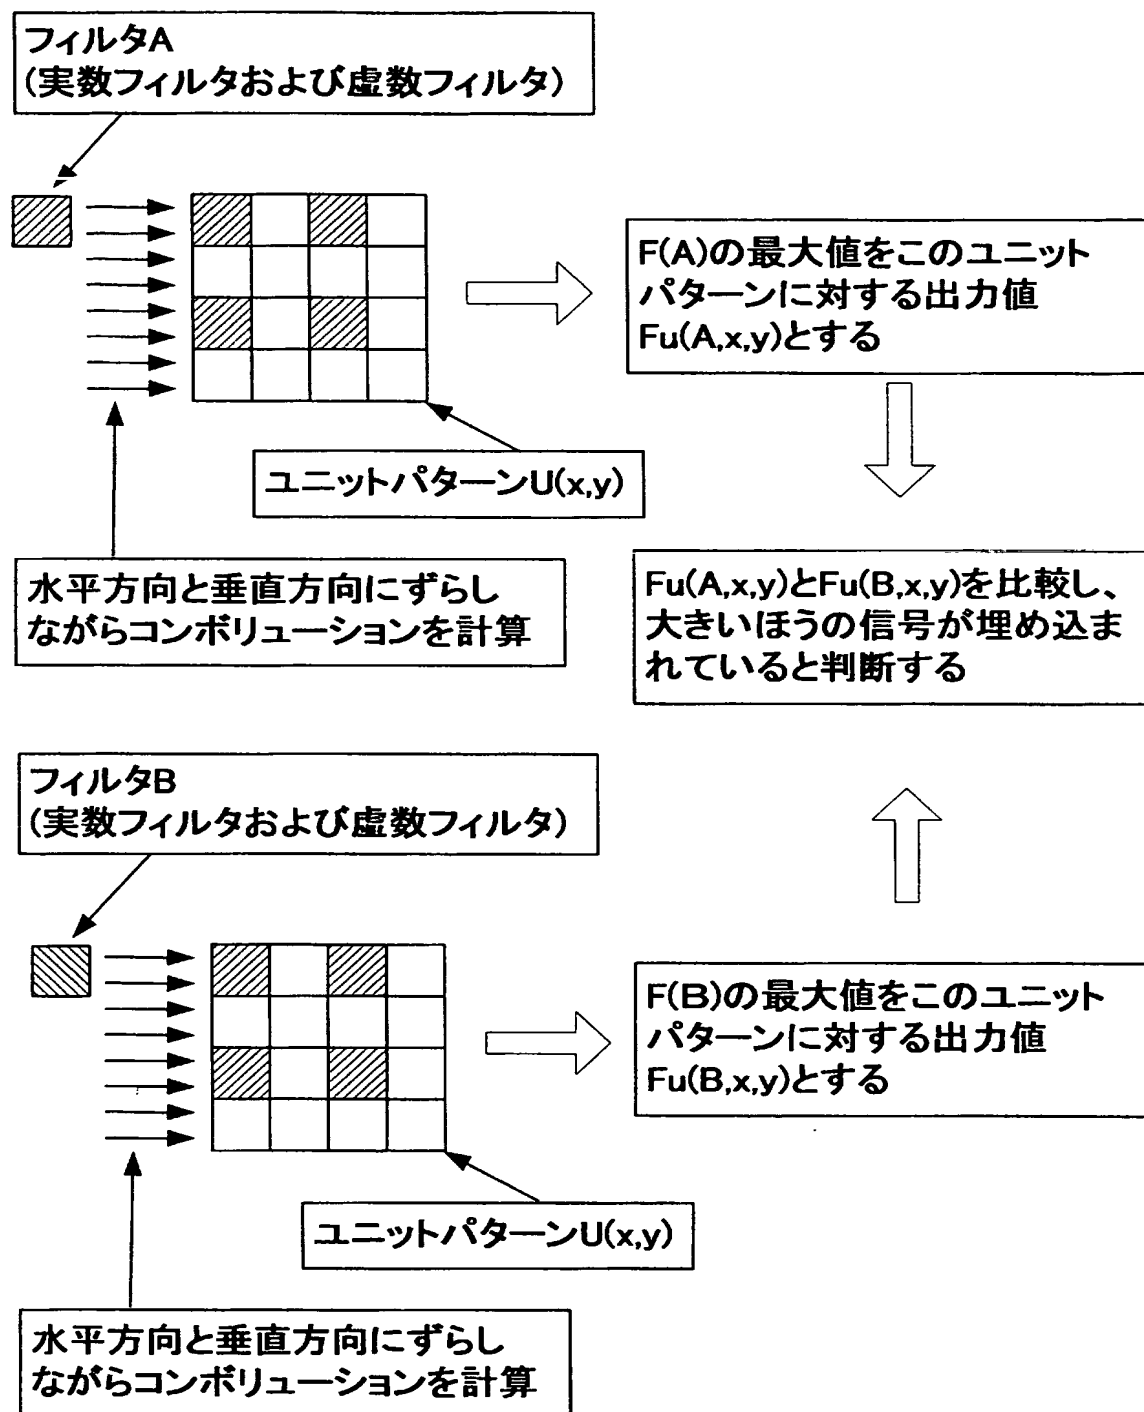 フィルタA
(実数フィルタおよび虚数フィルタ)
F(A)の最大値をこのユニット
パターンに対する出力値
Fu(A,x,y)とする
ユニットパターンU(x,y)
水平方向と垂直方向にずらし
ながらコンボリューションを計算
Fu(A,x,y)とFu(B,x,y)を比較し、
大きいほうの信号が埋め込ま
れていると判断する
フィルタB
(実数フィルタおよび虚数フィルタ)
F(B)の最大値をこのユニット
パターンに対する出力値
Fu(B,x,y)とする
ユニットパターンU(x,y)
水平方向と垂直方向にずらし
ながらコンボリューションを計算